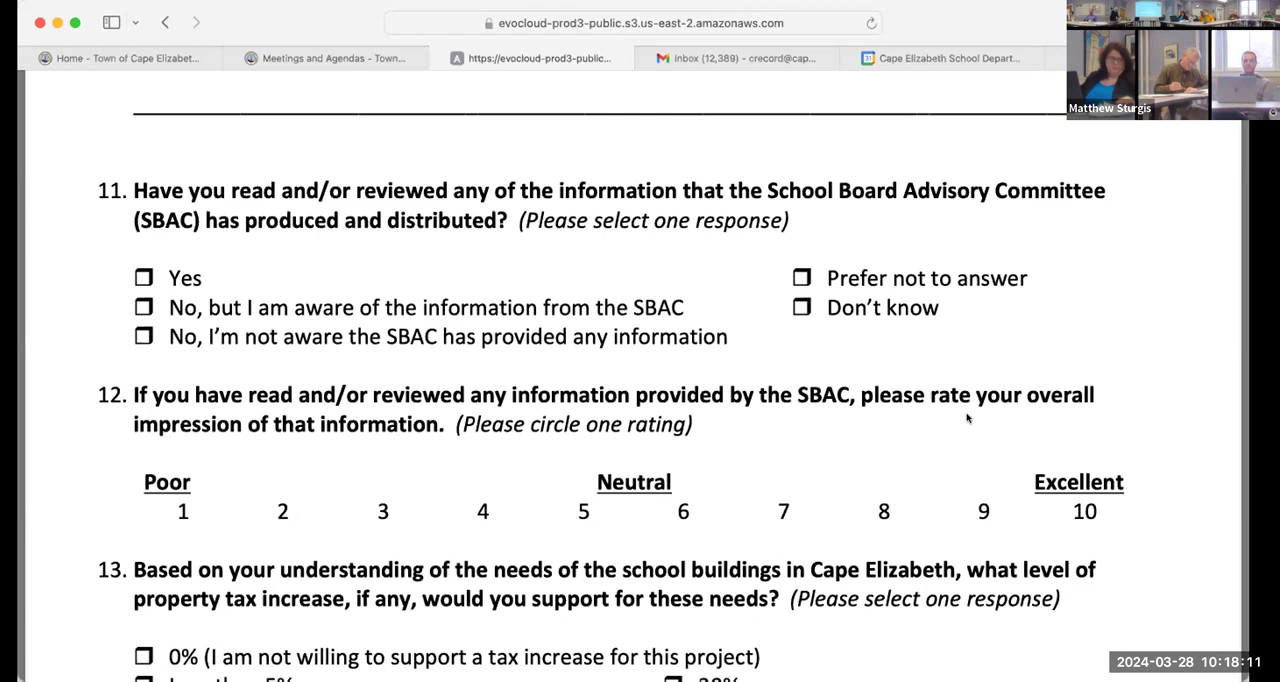 evocloud-prod3-public.s3.us-east-2.amazonaws.com
Home - Town of Cape Elizabet...
Meetings and Agendas - Town...
https://evocloud-prod3-public...
Inbox (12,389) - crecord@cap...
Cape Elizabeth School Depart...
Matthew Sturgis
11. Have you read and/or reviewed any of the information that the School Board Advisory Committee
(SBAC) has produced and distributed? (Please select one response)
Yes
Prefer not to answer
No, but I am aware of the information from the SBAC
Don't know
No, I'm not aware the SBAC has provided any information
12. If you have read and/or reviewed any information provided by the SBAC, please rate your overall
impression of that information. (Please circle one rating)
Poor Neutral Excellent
1 2 3 4 5 6 7 8 9 10
13. Based on your understanding of the needs of the school buildings in Cape Elizabeth, what level of
property tax increase, if any, would you support for these needs? (Please select one response)
0% (I am not willing to support a tax increase for this project)
2024-03-28 10:18:11